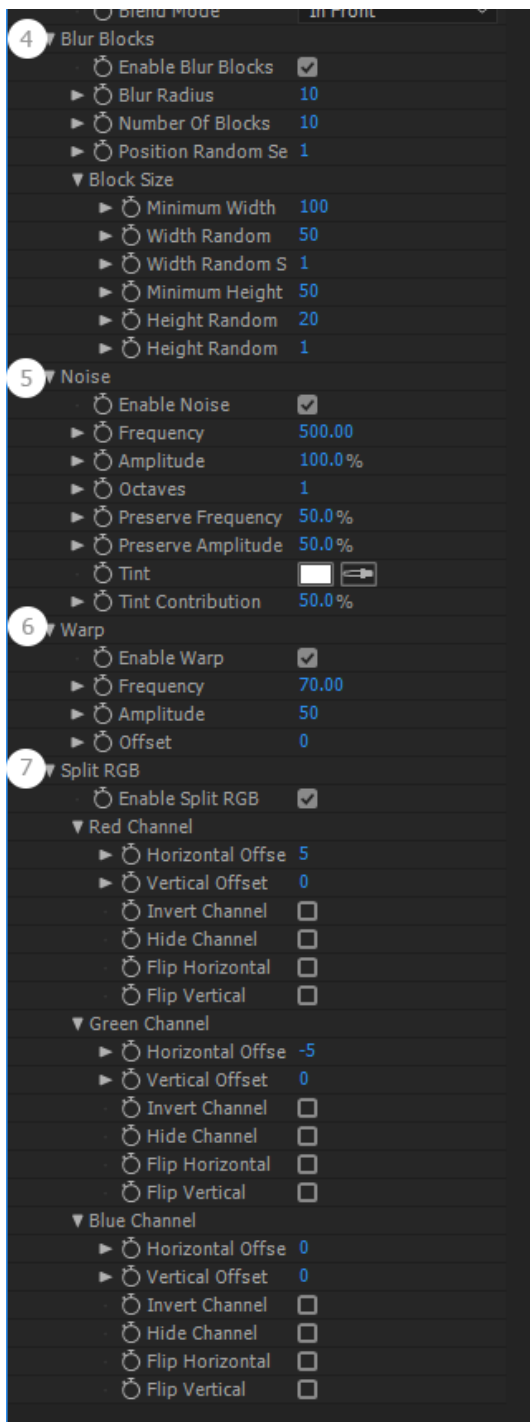 Blend Mode In Front
4 Blur Blocks
Enable Blur Blocks
Blur Radius 10
Number Of Blocks 10
Position Random Se 1
Block Size
Minimum Width 100
Width Random 50
Width Random S 1
Minimum Height 50
Height Random 20
Height Random 1
5 Noise
Enable Noise
Frequency 500.00
Amplitude 100.0%
Octaves 1
Preserve Frequency 50.0%
Preserve Amplitude 50.0%
Tint
Tint Contribution 50.0%
6 Warp
Enable Warp
Frequency 70.00
Amplitude 50
Offset 0
7 Split RGB
Enable Split RGB
Red Channel
Horizontal Offse 5
Vertical Offset 0
Invert Channel
Hide Channel
Flip Horizontal
Flip Vertical
Green Channel
Horizontal Offse -5
Vertical Offset 0
Invert Channel
Hide Channel
Flip Horizontal
Flip Vertical
Blue Channel
Horizontal Offse 0
Vertical Offset 0
Invert Channel
Hide Channel
Flip Horizontal
Flip Vertical